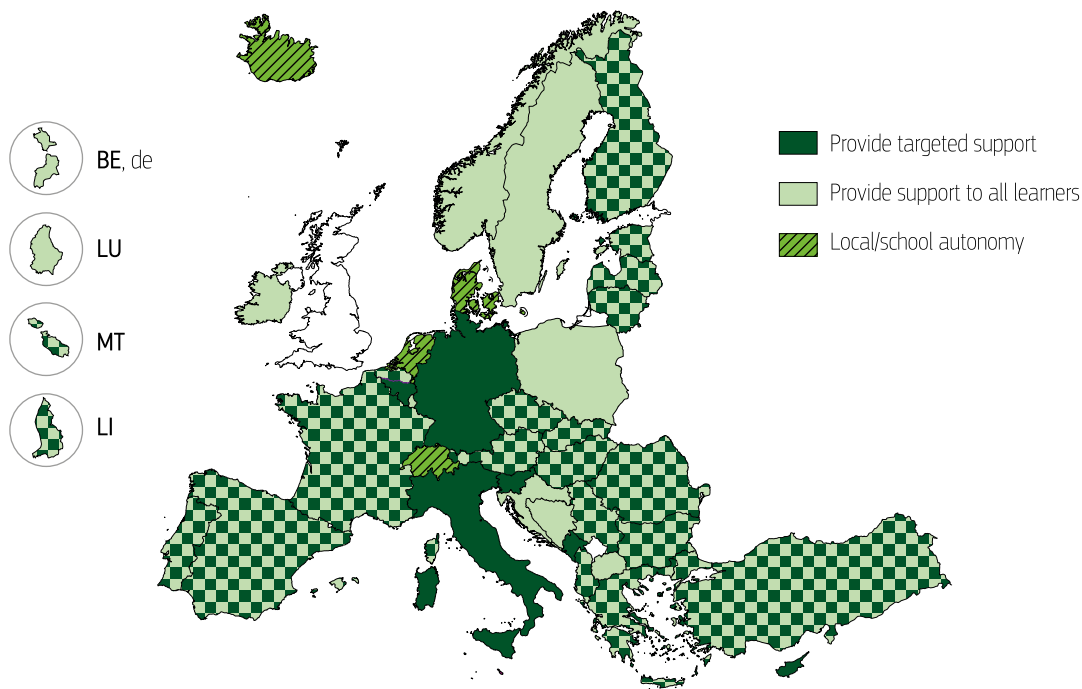 BE, de
LU
MT
LI
Provide targeted support
Provide support to all learners
Local/school autonomy